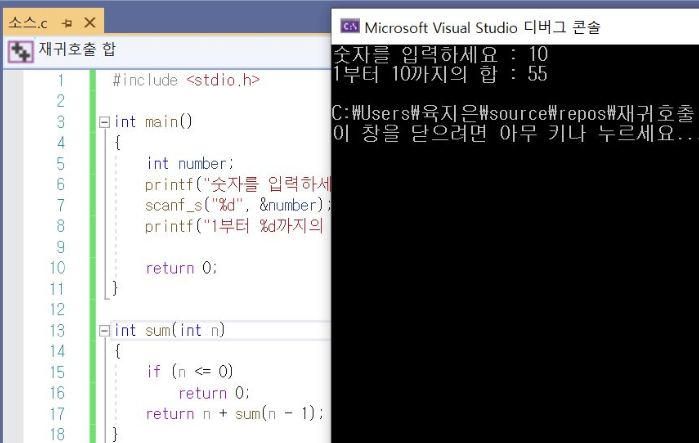 소스.c
재귀호출 합
1 #include <stdio.h>
2
3 int main()
4 {
5 int number;
6 printf("숫자를 입력하세
7 scanf_s("%d", &number);
8 printf("1부터 %d까지의
9
10 return 0;
11 }
12
13 int sum(int n)
14 {
15 if (n <= 0)
16 return 0;
17 return n + sum(n - 1);
18 }
Microsoft Visual Studio 디버그 콘솔
숫자를 입력하세요 : 10
1부터 10까지의 합 : 55
C:₩Users₩육지은₩source₩repos₩재귀호출
이 창을 닫으려면 아무 키나 누르세요...